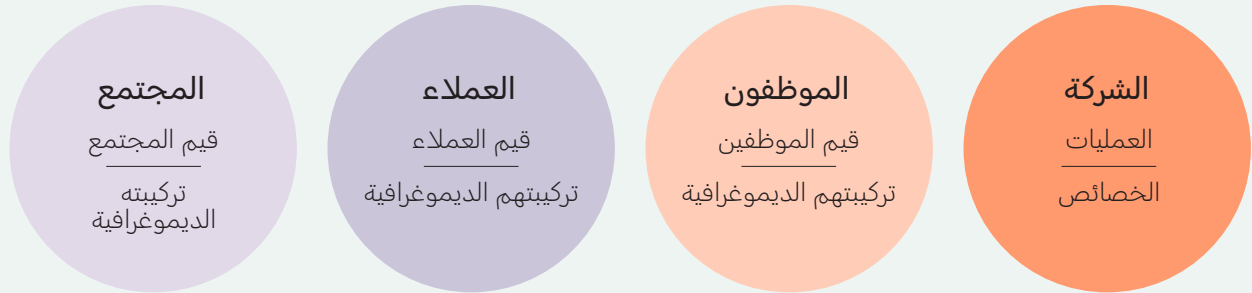 الشركة
العمليات
الخصائص
الموظفون
قيم الموظفين
تركيبتهم الديموغرافية
العملاء
قيم العملاء
تركيبتهم الديموغرافية
المجتمع
قيم المجتمع
تركيبته
الديموغرافية